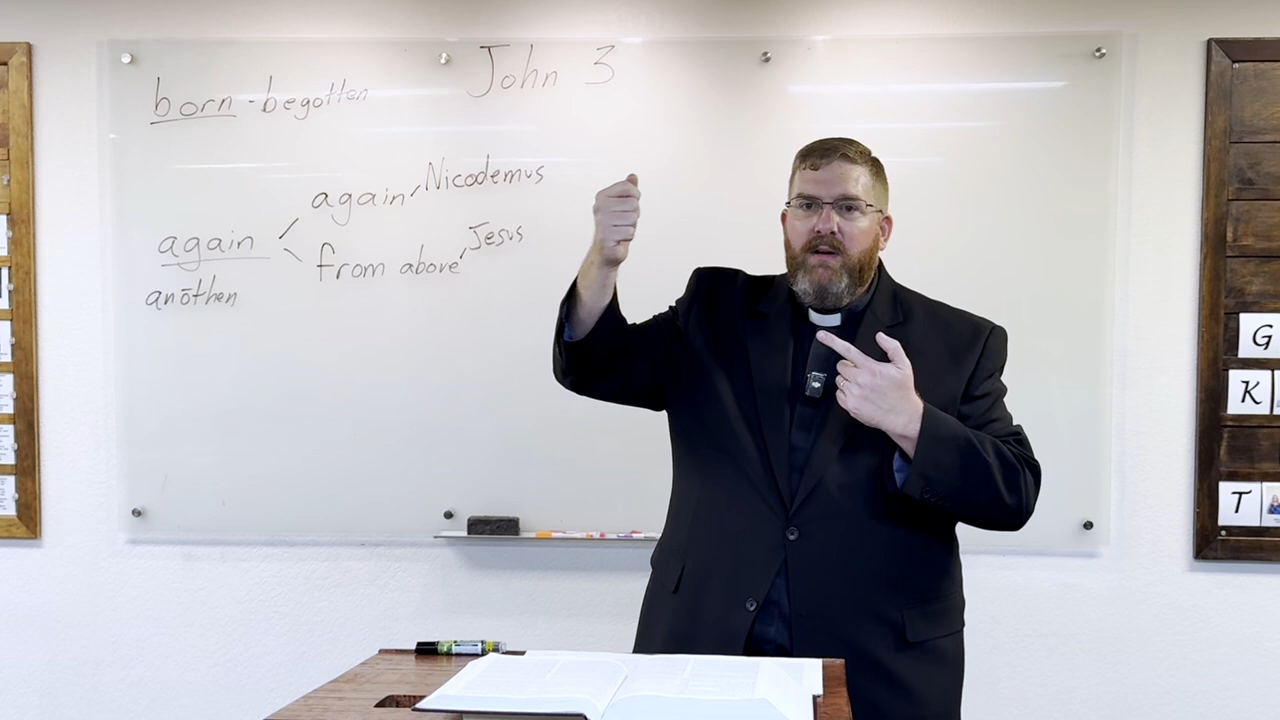 John 3
born - begotten
again, Nicodemus
again < from above, Jesus
anōthen
G
K
T